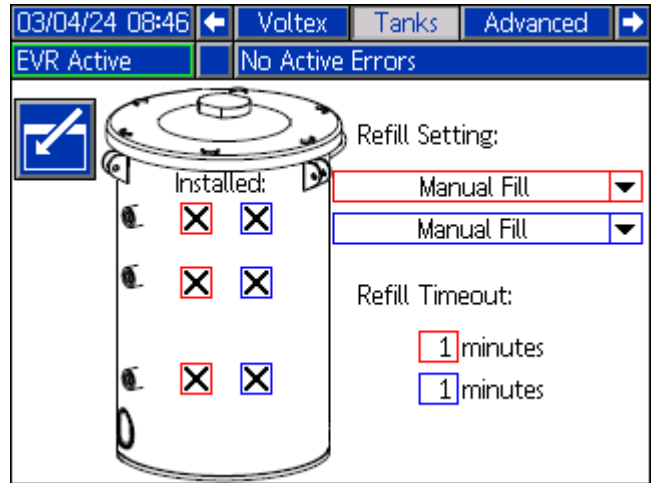 03/04/24 08:46 Voltex Tanks Advanced
EVR Active No Active Errors
Refill Setting:
Installed:
Manual Fill
Manual Fill
Refill Timeout:
1 minutes
1 minutes